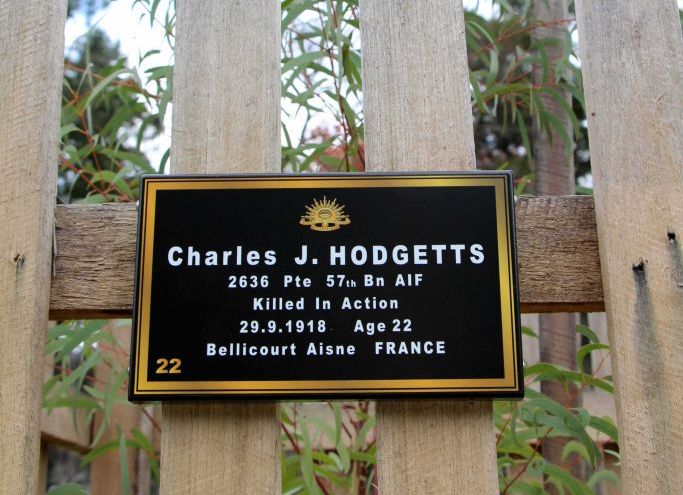 Charles J. HODGETTS
2636 Pte 57th Bn AIF
Killed In Action
29.9.1918 Age 22
Bellicourt Aisne FRANCE
22